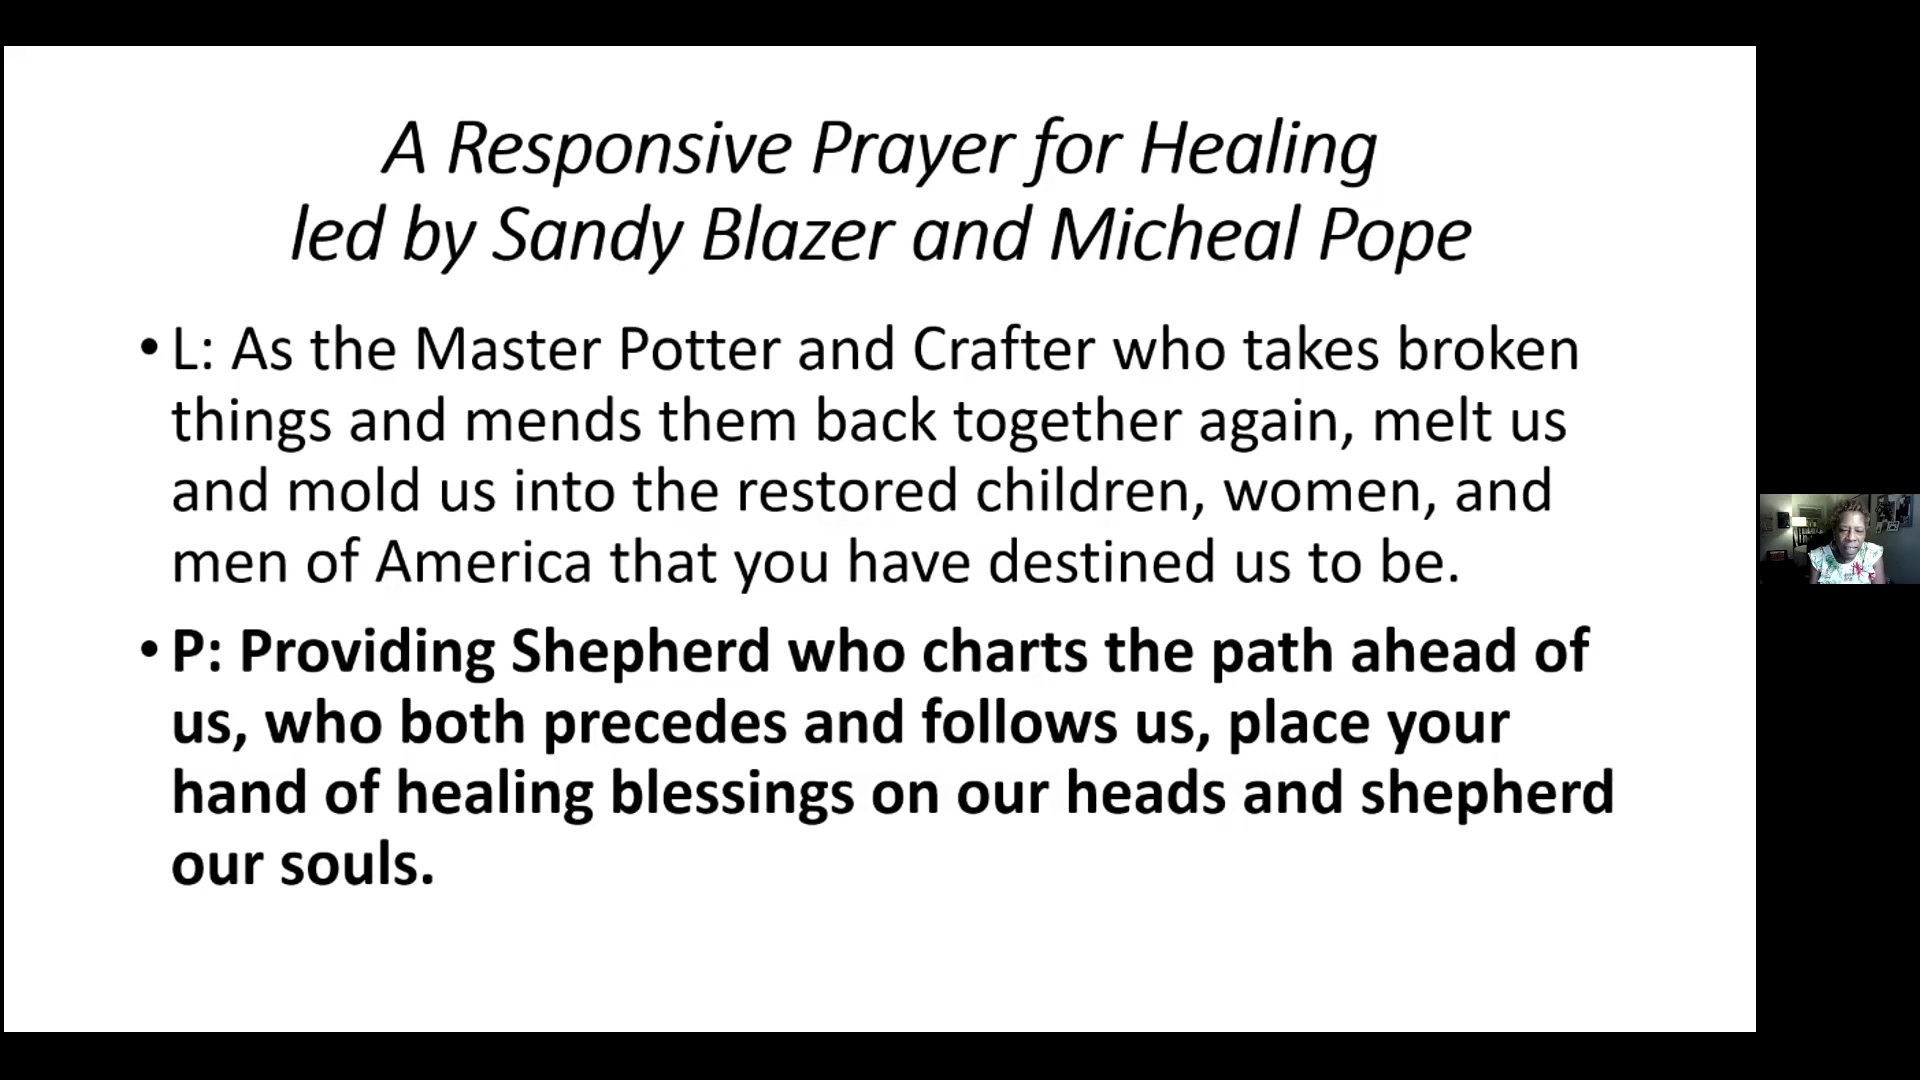 A Responsive Prayer for Healing
led by Sandy Blazer and Micheal Pope
• L: As the Master Potter and Crafter who takes broken
things and mends them back together again, melt us
and mold us into the restored children, women, and
men of America that you have destined us to be.
• P: Providing Shepherd who charts the path ahead of
us, who both precedes and follows us, place your
hand of healing blessings on our heads and shepherd
our souls.